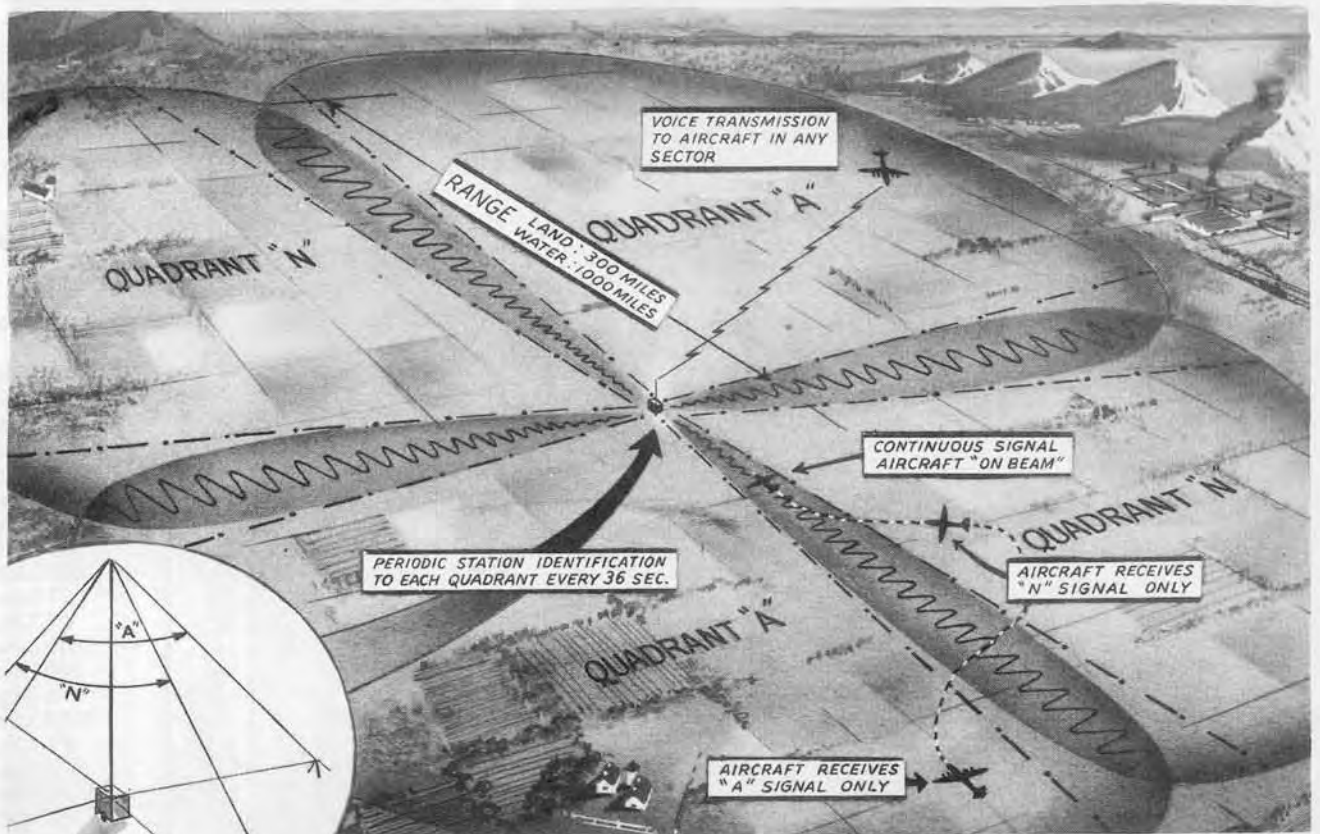 VOICE TRANSMISSION
TO AIRCRAFT IN ANY
SECTOR
RANGE LAND: 300 MILES
WATER: 1000 MILES
QUADRANT "A"
QUADRANT "N"
CONTINUOUS SIGNAL
AIRCRAFT "ON BEAM"
QUADRANT "N"
PERIODIC STATION IDENTIFICATION
TO EACH QUADRANT EVERY 36 SEC.
AIRCRAFT RECEIVES
"N" SIGNAL ONLY
QUADRANT "A"
"A"
"N"
AIRCRAFT RECEIVES
"A" SIGNAL ONLY